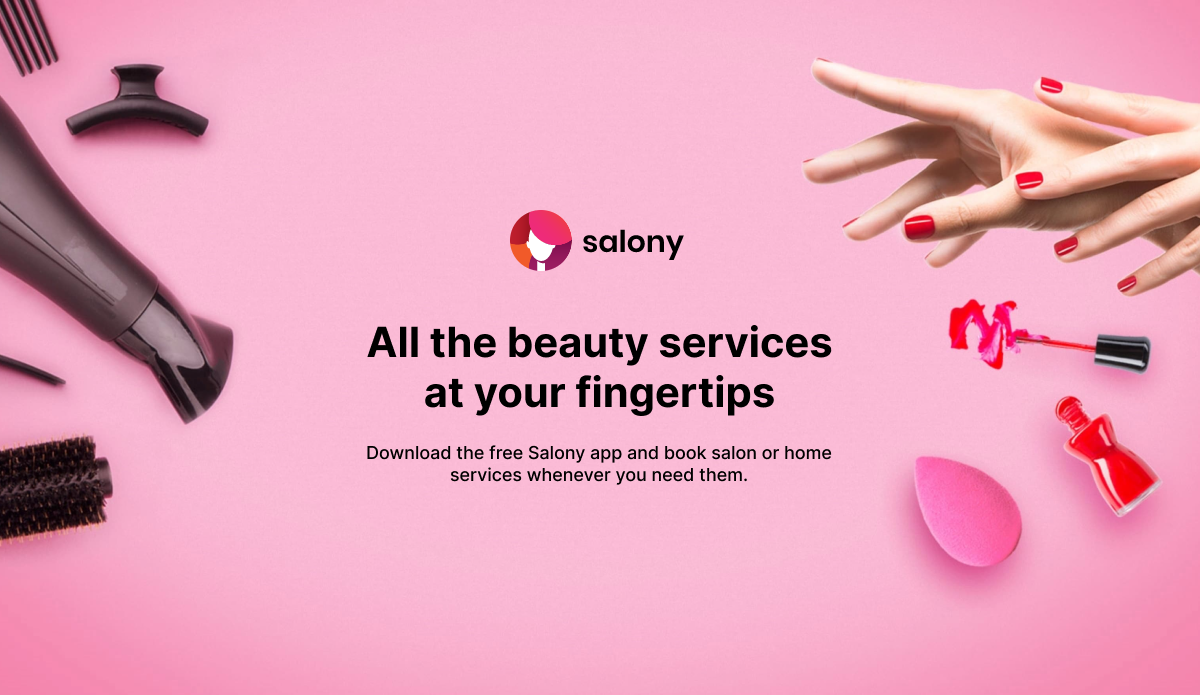 salony
All the beauty services
at your fingertips
Download the free Salony app and book salon or home
services whenever you need them.